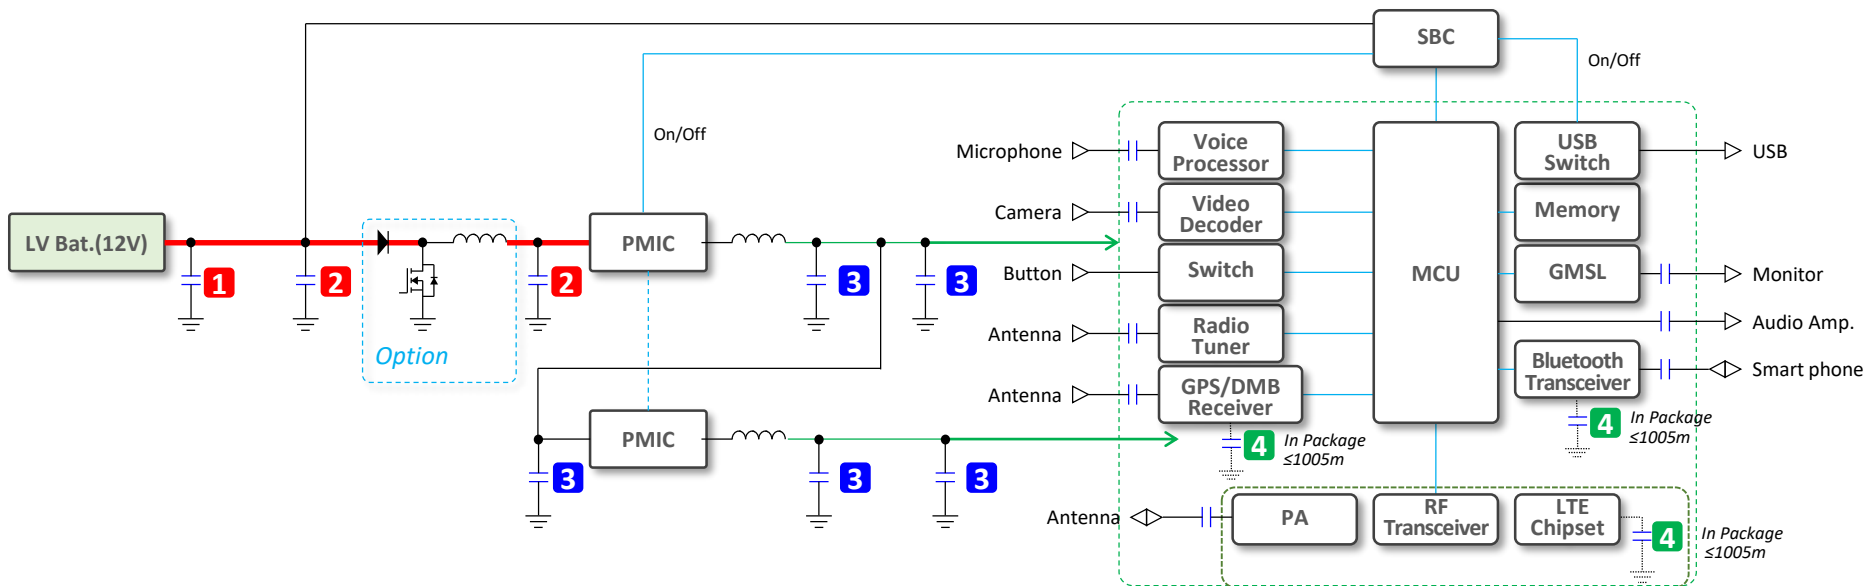 SBC
On/Off
On/Off
Microphone
Voice
Processor
USB
Switch
USB
Camera
Video
Decoder
Memory
LV Bat.(12V)
PMIC
MCU
Button
Switch
GMSL
Monitor
1
2
2
3
3
Option
Antenna
Radio
Tuner
Audio Amp.
Bluetooth
Transceiver
Smart phone
Antenna
GPS/DMB
Receiver
4
In Package
≤1005m
PMIC
4
In Package
≤1005m
3
3
3
Antenna
PA
RF
Transceiver
LTE
Chipset
4
In Package
≤1005m